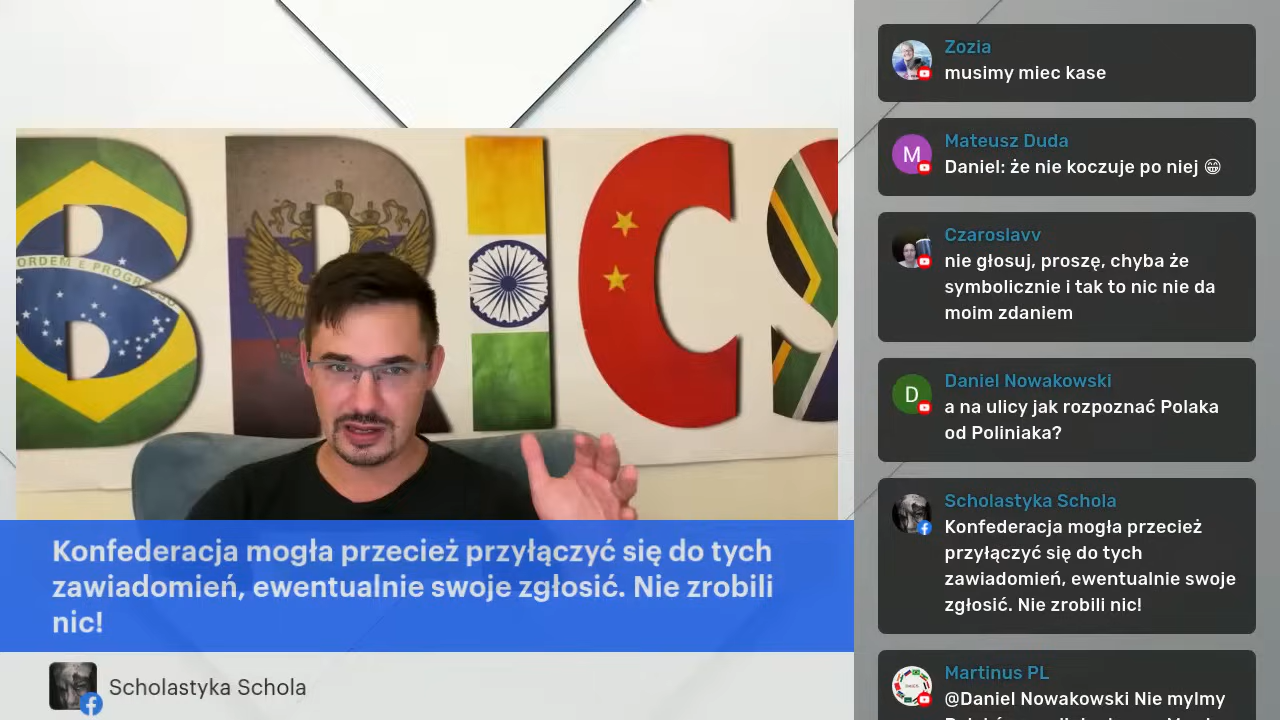 BRICS
ORDEM E PROGRESSO
Konfederacja mogła przecież przyłączyć się do tych
zawiadomień, ewentualnie swoje zgłosić. Nie zrobili
nic!
Scholastyka Schola
Zozia
musimy miec kase
M
Mateusz Duda
Daniel: że nie koczuje po niej 😁
Czaroslavv
nie głosuj, proszę, chyba że
symbolicznie i tak to nic nie da
moim zdaniem
D
Daniel Nowakowski
a na ulicy jak rozpoznać Polaka
od Poliniaka?
Scholastyka Schola
Konfederacja mogła przecież
przyłączyć się do tych
zawiadomień, ewentualnie swoje
zgłosić. Nie zrobili nic!
Martinus PL
@Daniel Nowakowski Nie mylmy